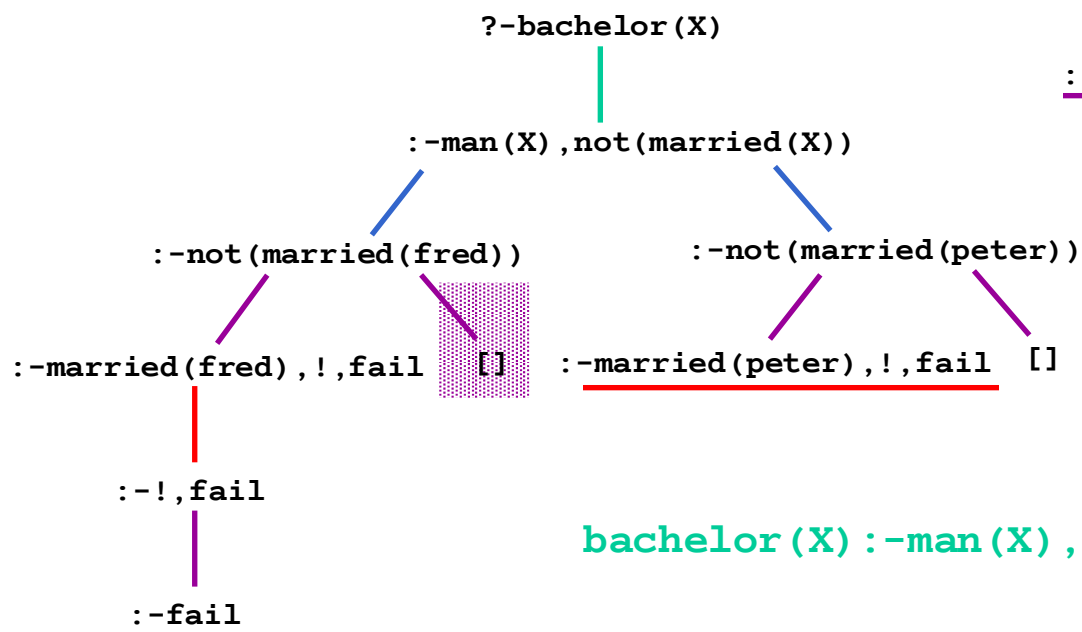 ?-bachelor(X)
:
:-man(X),not(married(X))
:-not(married(fred)) :-not(married(peter))
:-married(fred),!,fail [] :-married(peter),!,fail []
:-!,fail
bachelor(X):-man(X),
:-fail